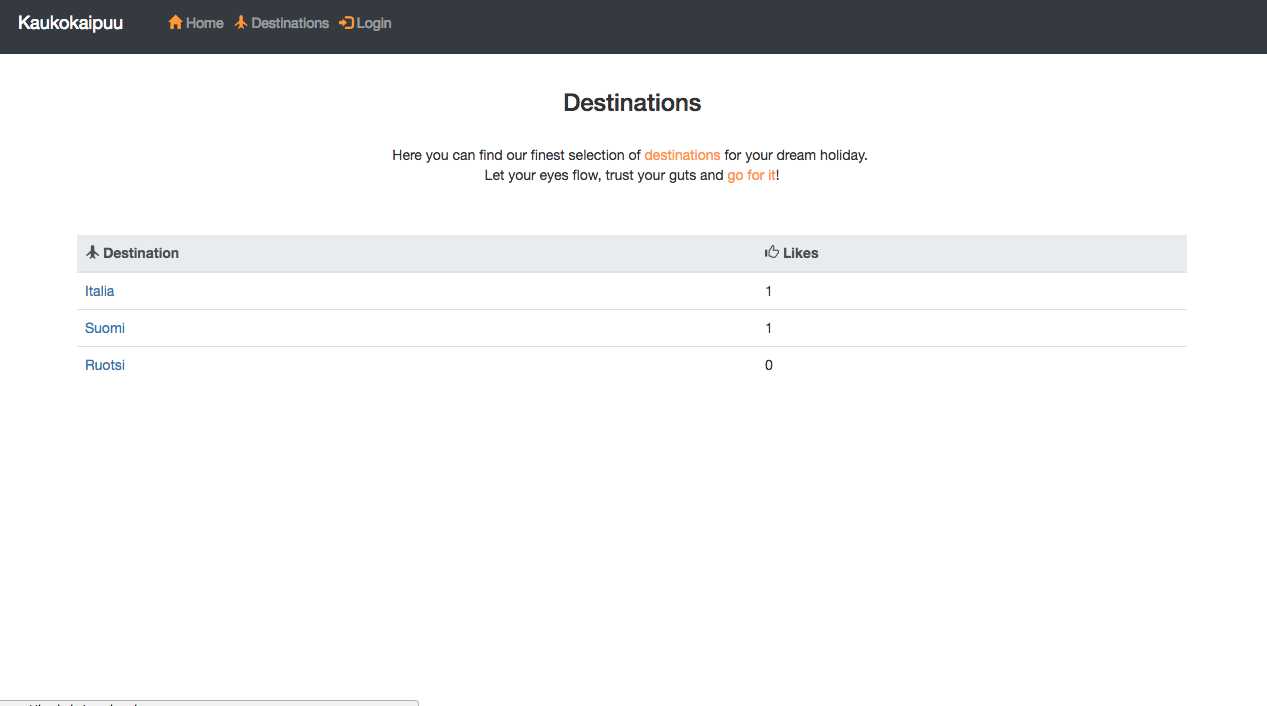 Kaukokaipuu Home Destinations Login
Destinations
Here you can find our finest selection of destinations for your dream holiday.
Let your eyes flow, trust your guts and go for it!
Destination Likes
Italia 1
Suomi 1
Ruotsi 0